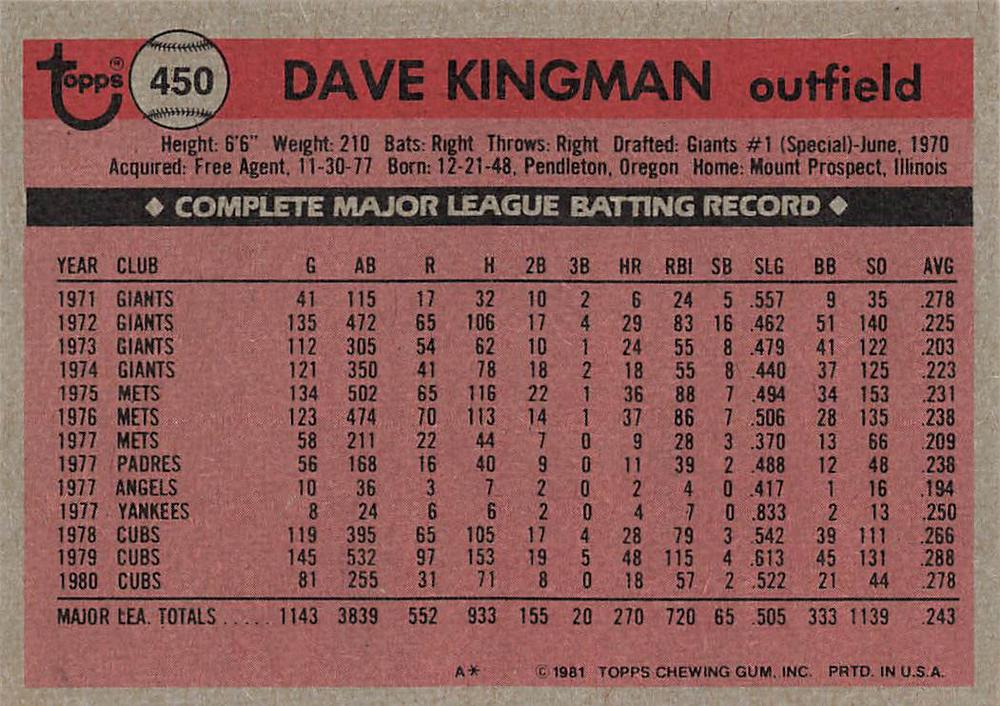 Topps® 450 DAVE KINGMAN outfield
Height: 6'6" Weight: 210 Bats: Right Throws: Right Drafted: Giants #1 (Special)-June, 1970
Acquired: Free Agent, 11-30-77 Born: 12-21-48, Pendleton, Oregon Home: Mount Prospect, Illinois
◆ COMPLETE MAJOR LEAGUE BATTING RECORD ◆
YEAR CLUB G AB R H 2B 3B HR RBI SB SLG BB SO AVG
1971 GIANTS 41 115 17 32 10 2 6 24 5 .557 9 35 .278
1972 GIANTS 135 472 65 106 17 4 29 83 16 .462 51 140 .225
1973 GIANTS 112 305 54 62 10 1 24 55 8 .479 41 122 .203
1974 GIANTS 121 350 41 78 18 2 18 55 8 .440 37 125 .223
1975 METS 134 502 65 116 22 1 36 88 7 .494 34 153 .231
1976 METS 123 474 70 113 14 1 37 86 7 .506 28 135 .238
1977 METS 58 211 22 44 7 0 9 28 3 .370 13 66 .209
1977 PADRES 56 168 16 40 9 0 11 39 2 .488 12 48 .238
1977 ANGELS 10 36 3 7 2 0 2 4 0 .417 1 16 .194
1977 YANKEES 8 24 6 6 2 0 4 7 0 .833 2 13 .250
1978 CUBS 119 395 65 105 17 4 28 79 3 .542 39 111 .266
1979 CUBS 145 532 97 153 19 5 48 115 4 .613 45 131 .288
1980 CUBS 81 255 31 71 8 0 18 57 2 .522 21 44 .278
MAJOR LEA. TOTALS ..... 1143 3839 552 933 155 20 270 720 65 .505 333 1139 .243
A* © 1981 TOPPS CHEWING GUM, INC. PRTD. IN U.S.A.